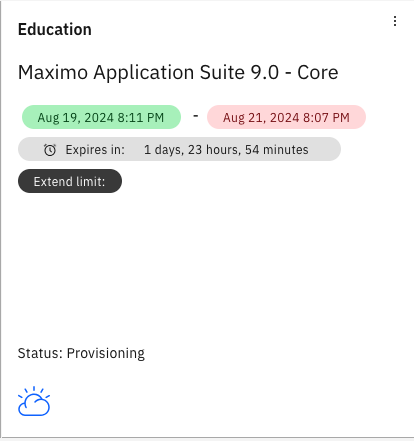 Education
Maximo Application Suite 9.0 - Core
Aug 19, 2024 8:11 PM - Aug 21, 2024 8:07 PM
Expires in: 1 days, 23 hours, 54 minutes
Extend limit:
Status: Provisioning